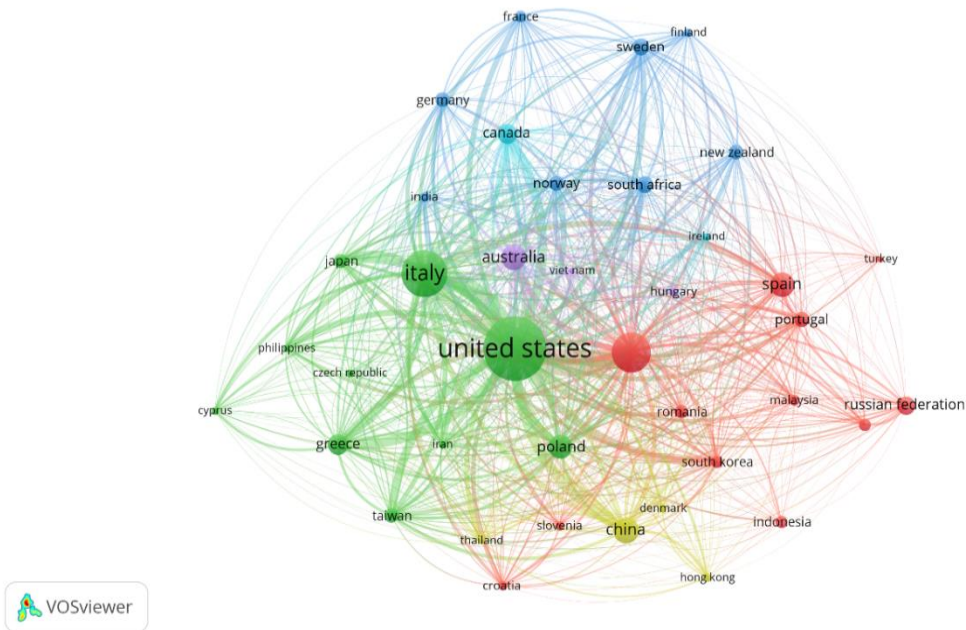 france
finland
sweden
germany
canada
new zealand
norway
south africa
india
ireland
australia
turkey
japan
italy
viet nam
spain
hungary
portugal
philippines
united states
czech republic
malaysia
cyprus
romania
russian federation
greece
iran
poland
south korea
denmark
taiwan
slovenia
china
indonesia
thailand
hong kong
croatia
VOSviewer